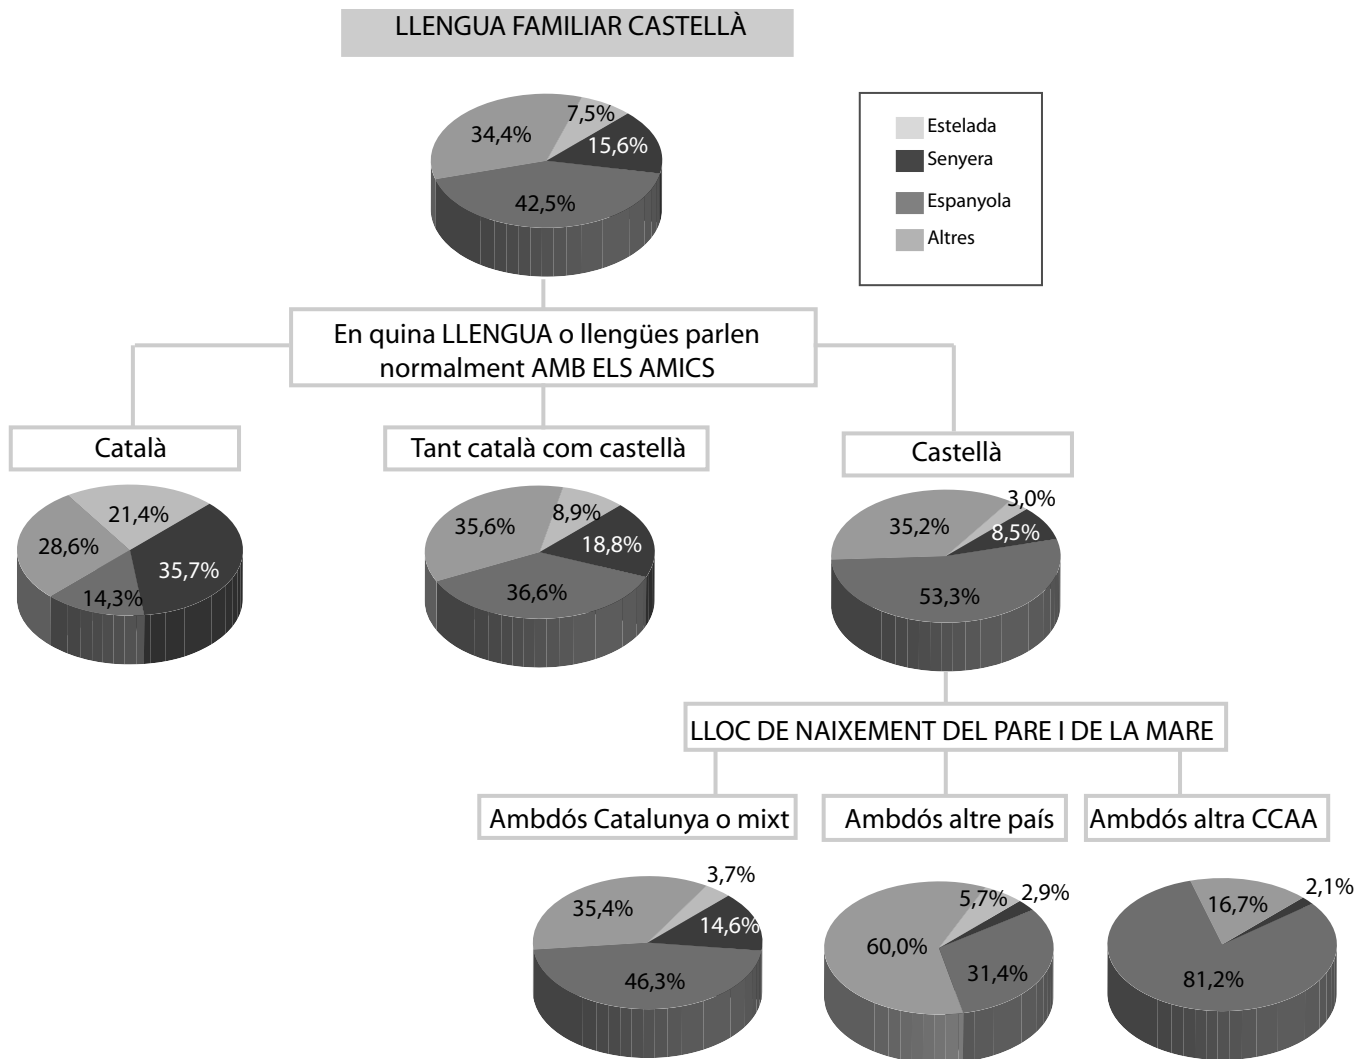 LLENGUA FAMILIAR CASTELLÀ
7,5%
34,4%
15,6%
42,5%
Estelada
Senyera
Espanyola
Altres
En quina LLENGUA o llengües parlen
normalment AMB ELS AMICS
Català
Tant català com castellà
Castellà
21,4%
28,6%
35,7%
14,3%
8,9%
35,6%
18,8%
36,6%
3,0%
35,2%
8,5%
53,3%
LLOC DE NAIXEMENT DEL PARE I DE LA MARE
Ambdós Catalunya o mixt
Ambdós altre país
Ambdós altra CCAA
3,7%
35,4%
14,6%
46,3%
5,7%
2,9%
60,0%
31,4%
2,1%
16,7%
81,2%